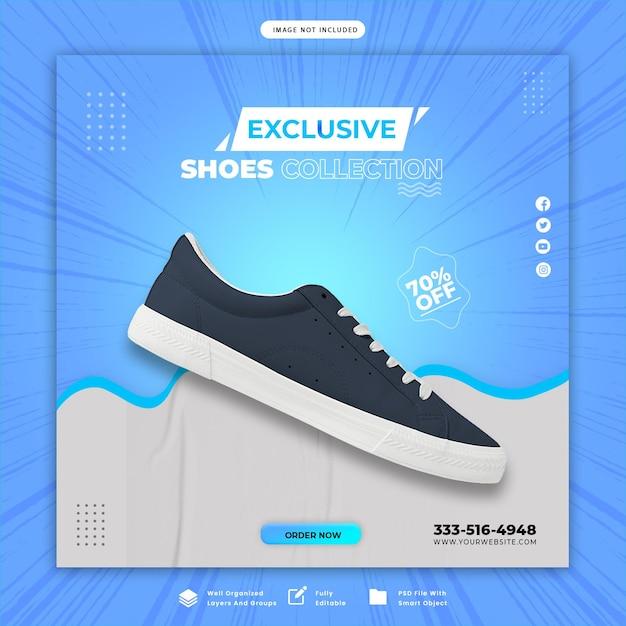 IMAGE NOT INCLUDED
EXCLUSIVE
SHOES COLLECTION
70%
OFF
ORDER NOW
333-516-4948
WWW.YOURWEBSITE.COM
Well Organized
Layers And Groups
Fully
Editable
PSD File With
Smart Object